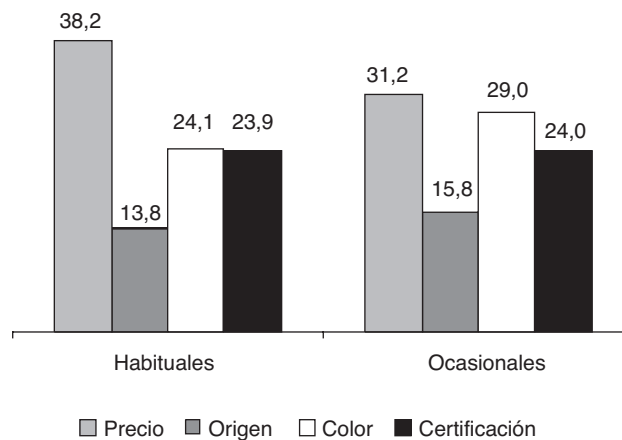 38,2
31,2
29,0
24,1
23,9
24,0
15,8
13,8
Habituales
Ocasionales
Precio Origen Color Certificación